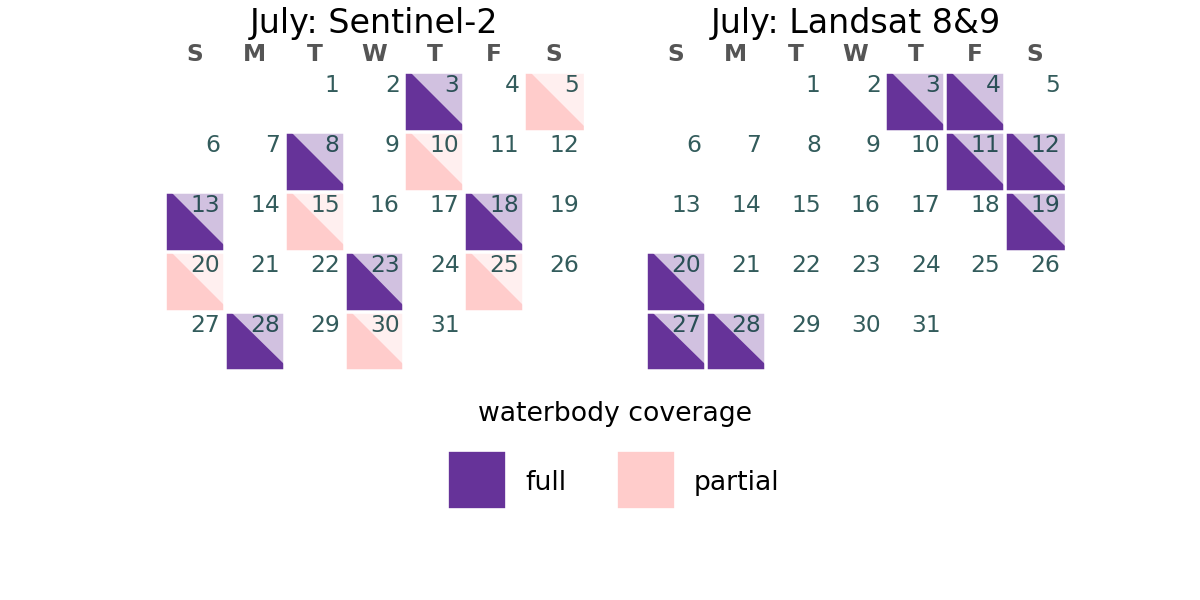 July: Sentinel-2
S M T W T F S
1 2 3 4 5
6 7 8 9 10 11 12
13 14 15 16 17 18 19
20 21 22 23 24 25 26
27 28 29 30 31
July: Landsat 8&9
S M T W T F S
1 2 3 4 5
6 7 8 9 10 11 12
13 14 15 16 17 18 19
20 21 22 23 24 25 26
27 28 29 30 31
waterbody coverage
full
partial